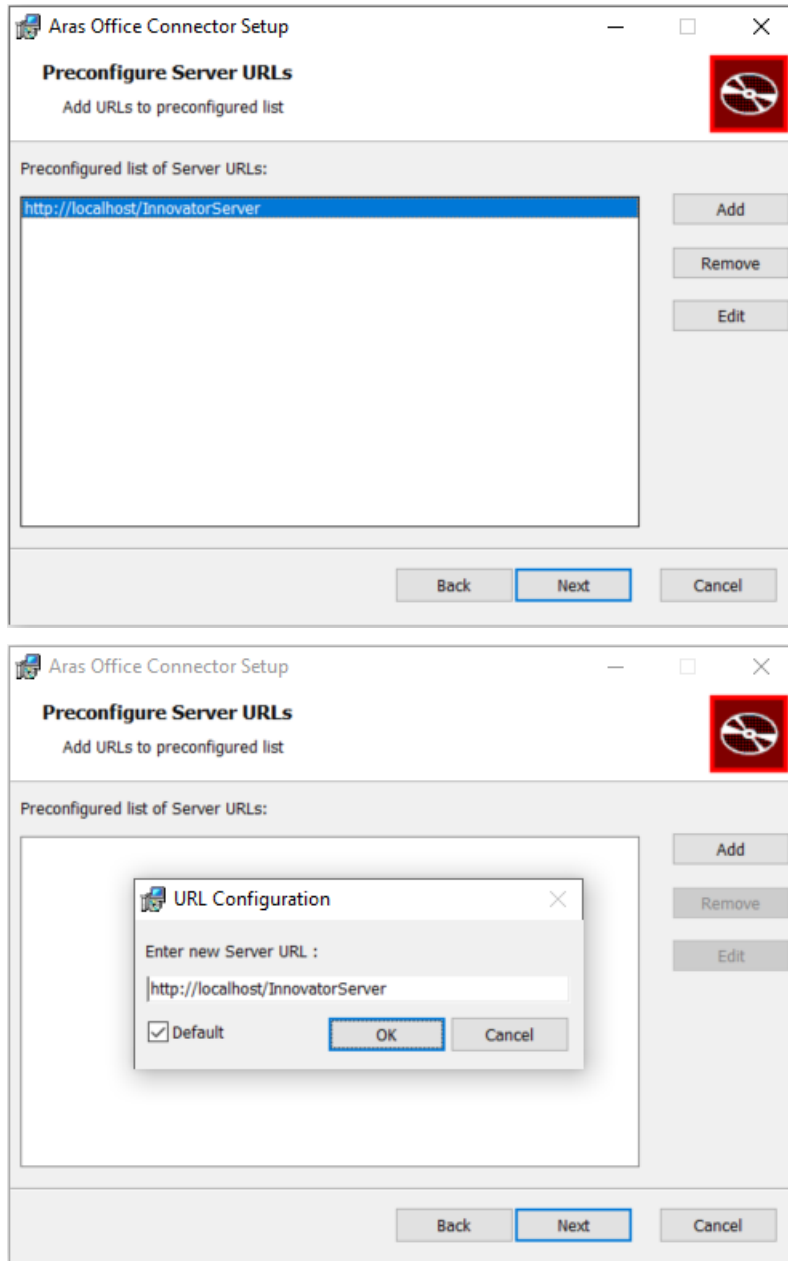 Aras Office Connector Setup
Preconfigure Server URLs
Add URLs to preconfigured list
Preconfigured list of Server URLs:
http://localhost/InnovatorServer
Add
Remove
Edit
Back Next Cancel
Aras Office Connector Setup
Preconfigure Server URLs
Add URLs to preconfigured list
Preconfigured list of Server URLs:
Add
Remove
Edit
URL Configuration
Enter new Server URL :
http://localhost/InnovatorServer
Default OK Cancel
Back Next Cancel